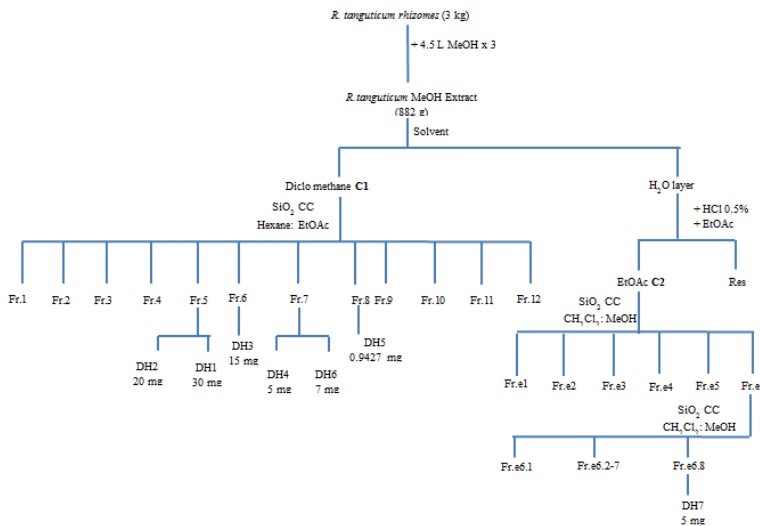 R. tanguticum rhizomes (3 kg)
+ 4.5 L MeOH x 3
R.tanguticum MeOH Extract
(882 g)
Solvent
Diclo methane C1
H₂O layer
SiO₂ CC
Hexane: EtOAc
+ HCl 0.5%
+ EtOAc
Fr.1 Fr.2 Fr.3 Fr.4 Fr.5 Fr.6 Fr.7 Fr.8 Fr.9 Fr.10 Fr.11 Fr.12
EtOAc C2
Res
SiO₂ CC
CH₂Cl₂: MeOH
DH2
20 mg
DH1
30 mg
DH3
15 mg
DH4
5 mg
DH6
7 mg
DH5
0.9427 mg
Fr.e1 Fr.e2 Fr.e3 Fr.e4 Fr.e5 Fr.e
SiO₂ CC
CH₂Cl₂: MeOH
Fr.e6.1 Fr.e6.2-7 Fr.e6.8
DH7
5 mg